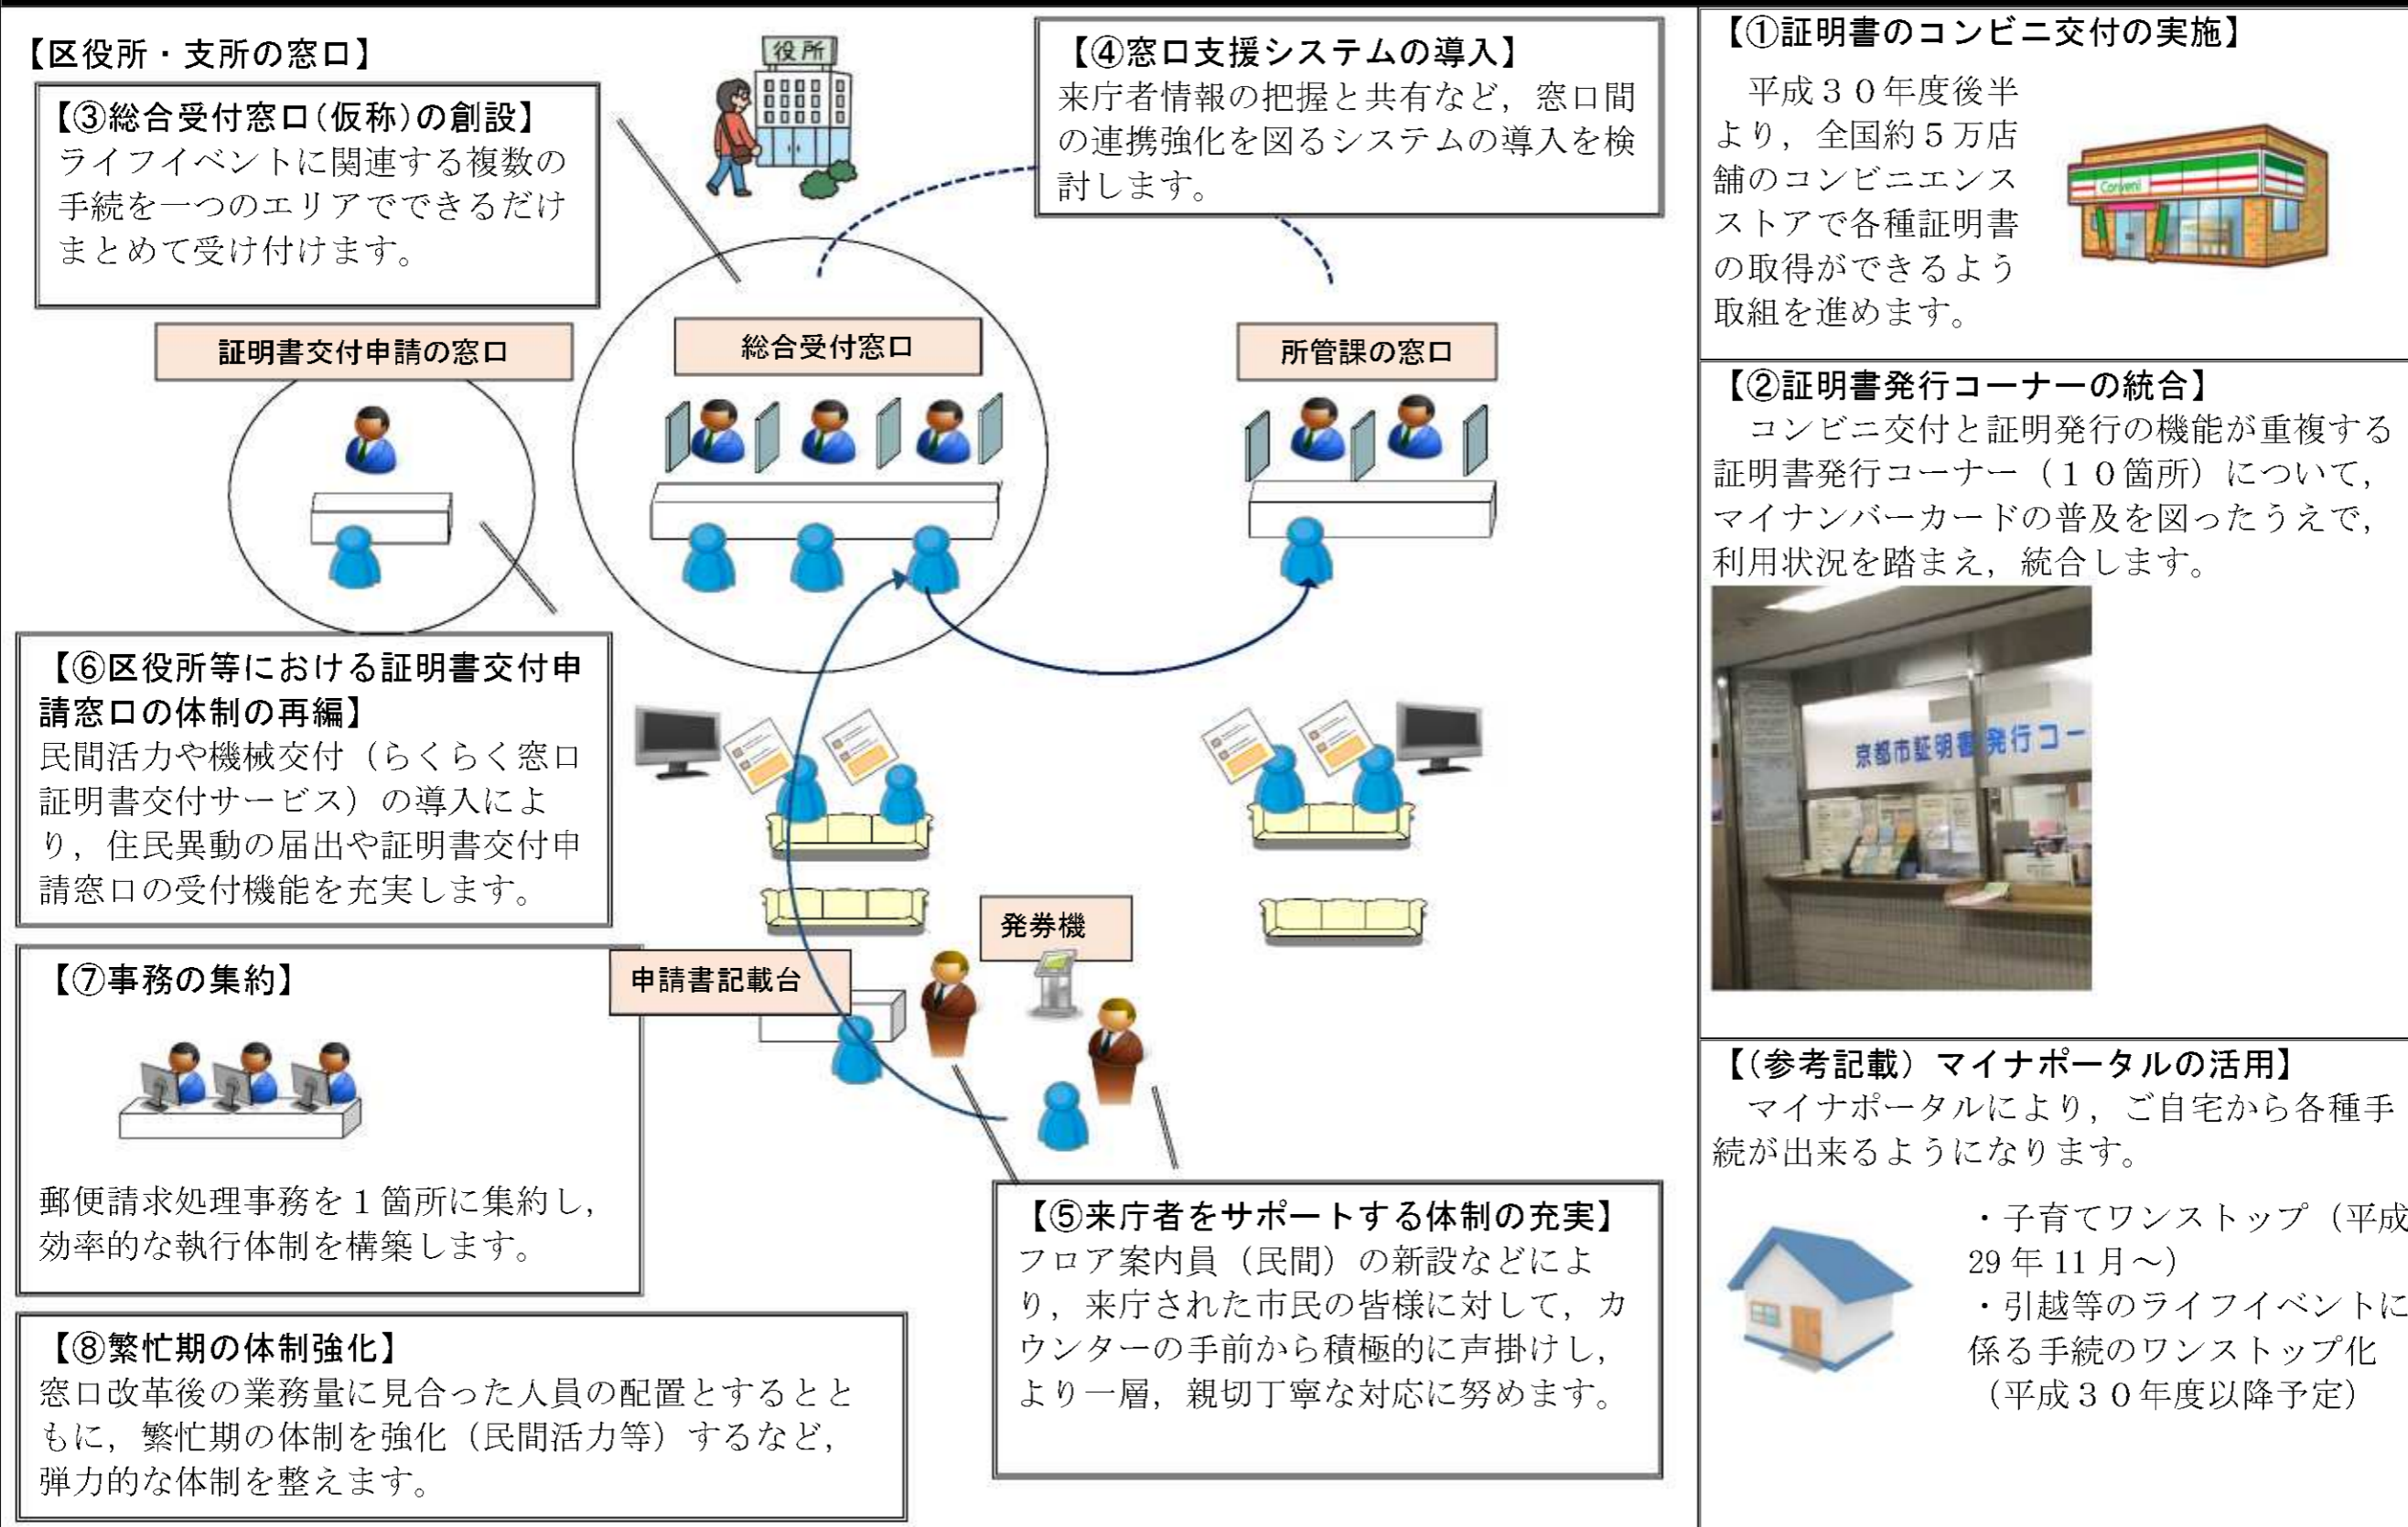 【区役所・支所の窓口】
【③総合受付窓口(仮称)の創設】
ライフイベントに関連する複数の
手続を一つのエリアでできるだけ
まとめて受け付けます。
役所
【④窓口支援システムの導入】
来庁者情報の把握と共有など，窓口間
の連携強化を図るシステムの導入を検
討します。
証明書交付申請の窓口
総合受付窓口
所管課の窓口
【⑥区役所等における証明書交付申
請窓口の体制の再編】
民間活力や機械交付（らくらく窓口
証明書交付サービス）の導入によ
り，住民異動の届出や証明書交付申
請窓口の受付機能を充実します。
発券機
申請書記載台
【⑦事務の集約】
郵便請求処理事務を１箇所に集約し，
効率的な執行体制を構築します。
【⑤来庁者をサポートする体制の充実】
フロア案内員（民間）の新設などによ
り，来庁された市民の皆様に対して，カ
ウンターの手前から積極的に声掛けし，
より一層，親切丁寧な対応に努めます。
【⑧繁忙期の体制強化】
窓口改革後の業務量に見合った人員の配置とするとと
もに，繁忙期の体制を強化（民間活力等）するなど，
弾力的な体制を整えます。
【①証明書のコンビニ交付の実施】
平成３０年度後半
より，全国約５万店
舗のコンビニエンス
ストアで各種証明書
の取得ができるよう
取組を進めます。
Conveni
【②証明書発行コーナーの統合】
コンビニ交付と証明発行の機能が重複する
証明書発行コーナー（１０箇所）について，
マイナンバーカードの普及を図ったうえで，
利用状況を踏まえ，統合します。
京都市証明書発行コー
【(参考記載）マイナポータルの活用】
マイナポータルにより，ご自宅から各種手
続が出来るようになります。
・子育てワンストップ（平成
29年11月～）
・引越等のライフイベントに
係る手続のワンストップ化
（平成３０年度以降予定）